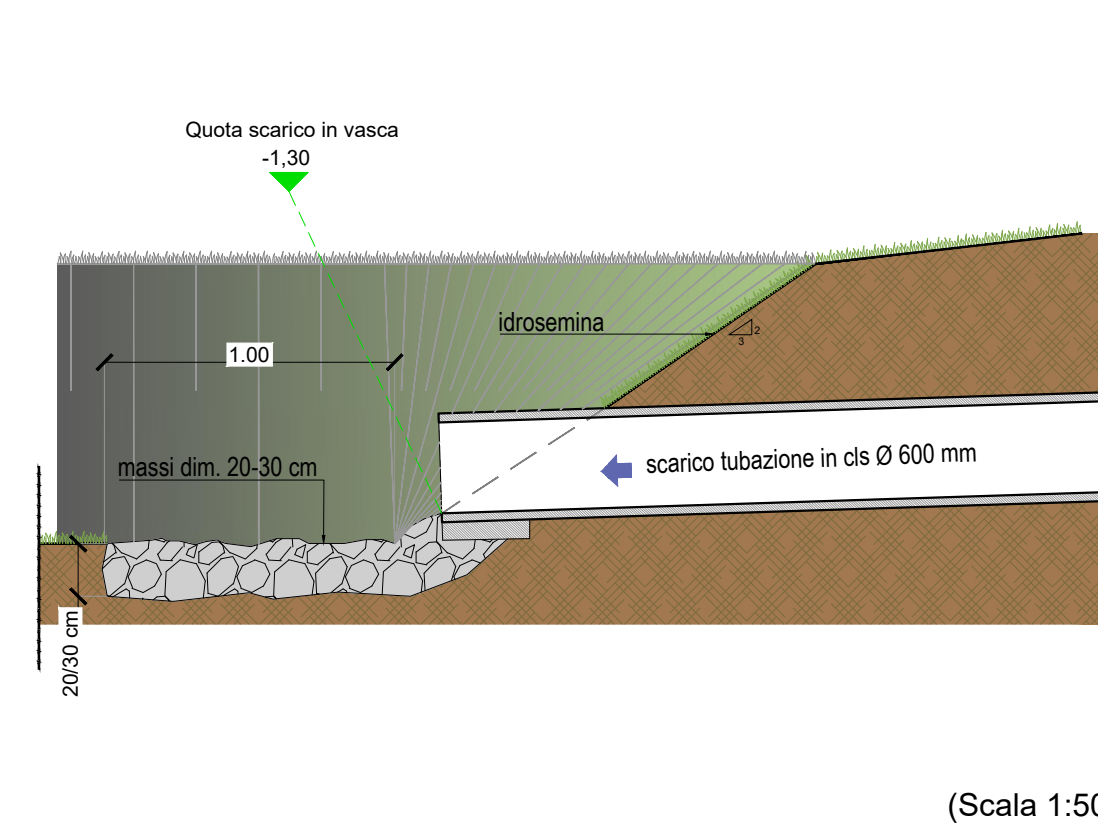 Quota scarico in vasca
-1,30
idrosemina
2
3
1.00
massi dim. 20-30 cm
scarico tubazione in cls Ø 600 mm
20/30 cm
(Scala 1:50